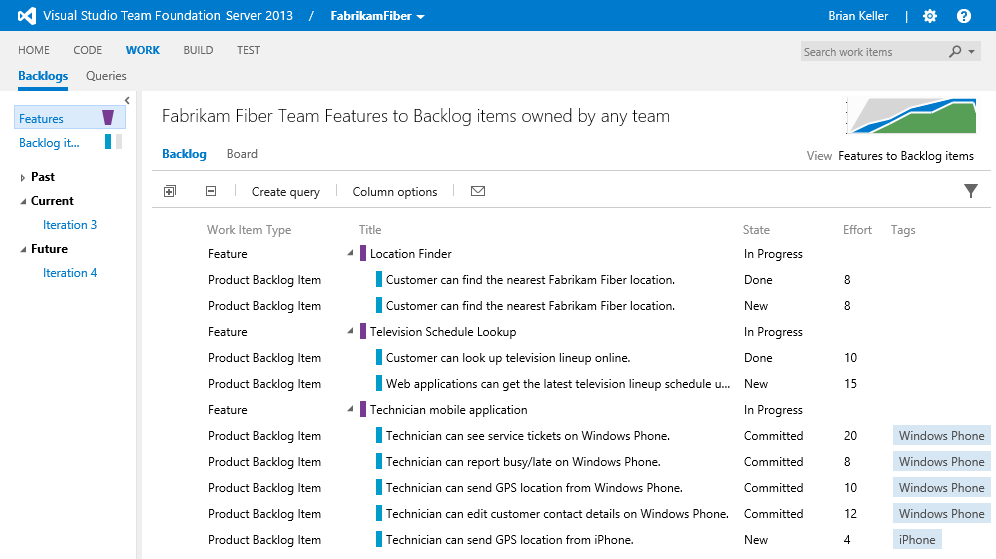 Visual Studio Team Foundation Server 2013 / FabrikamFiber Brian Keller | ?
HOME CODE WORK BUILD TEST Search work items
Backlogs Queries
Features
Backlog it...
Past
Current
Iteration 3
Future
Iteration 4
Fabrikam Fiber Team Features to Backlog items owned by any team
Backlog Board View Features to Backlog items
Create query Column options
Work Item Type Title State Effort Tags
Feature Location Finder In Progress
Product Backlog Item Customer can find the nearest Fabrikam Fiber location. Done 8
Product Backlog Item Customer can find the nearest Fabrikam Fiber location. New 8
Feature Television Schedule Lookup In Progress
Product Backlog Item Customer can look up television lineup online. Done 10
Product Backlog Item Web applications can get the latest television lineup schedule u... New 15
Feature Technician mobile application In Progress
Product Backlog Item Technician can see service tickets on Windows Phone. Committed 20 Windows Phone
Product Backlog Item Technician can report busy/late on Windows Phone. Committed 8 Windows Phone
Product Backlog Item Technician can send GPS location from Windows Phone. Committed 10 Windows Phone
Product Backlog Item Technician can edit customer contact details on Windows Phone. Committed 12 Windows Phone
Product Backlog Item Technician can send GPS location from iPhone. New 4 iPhone